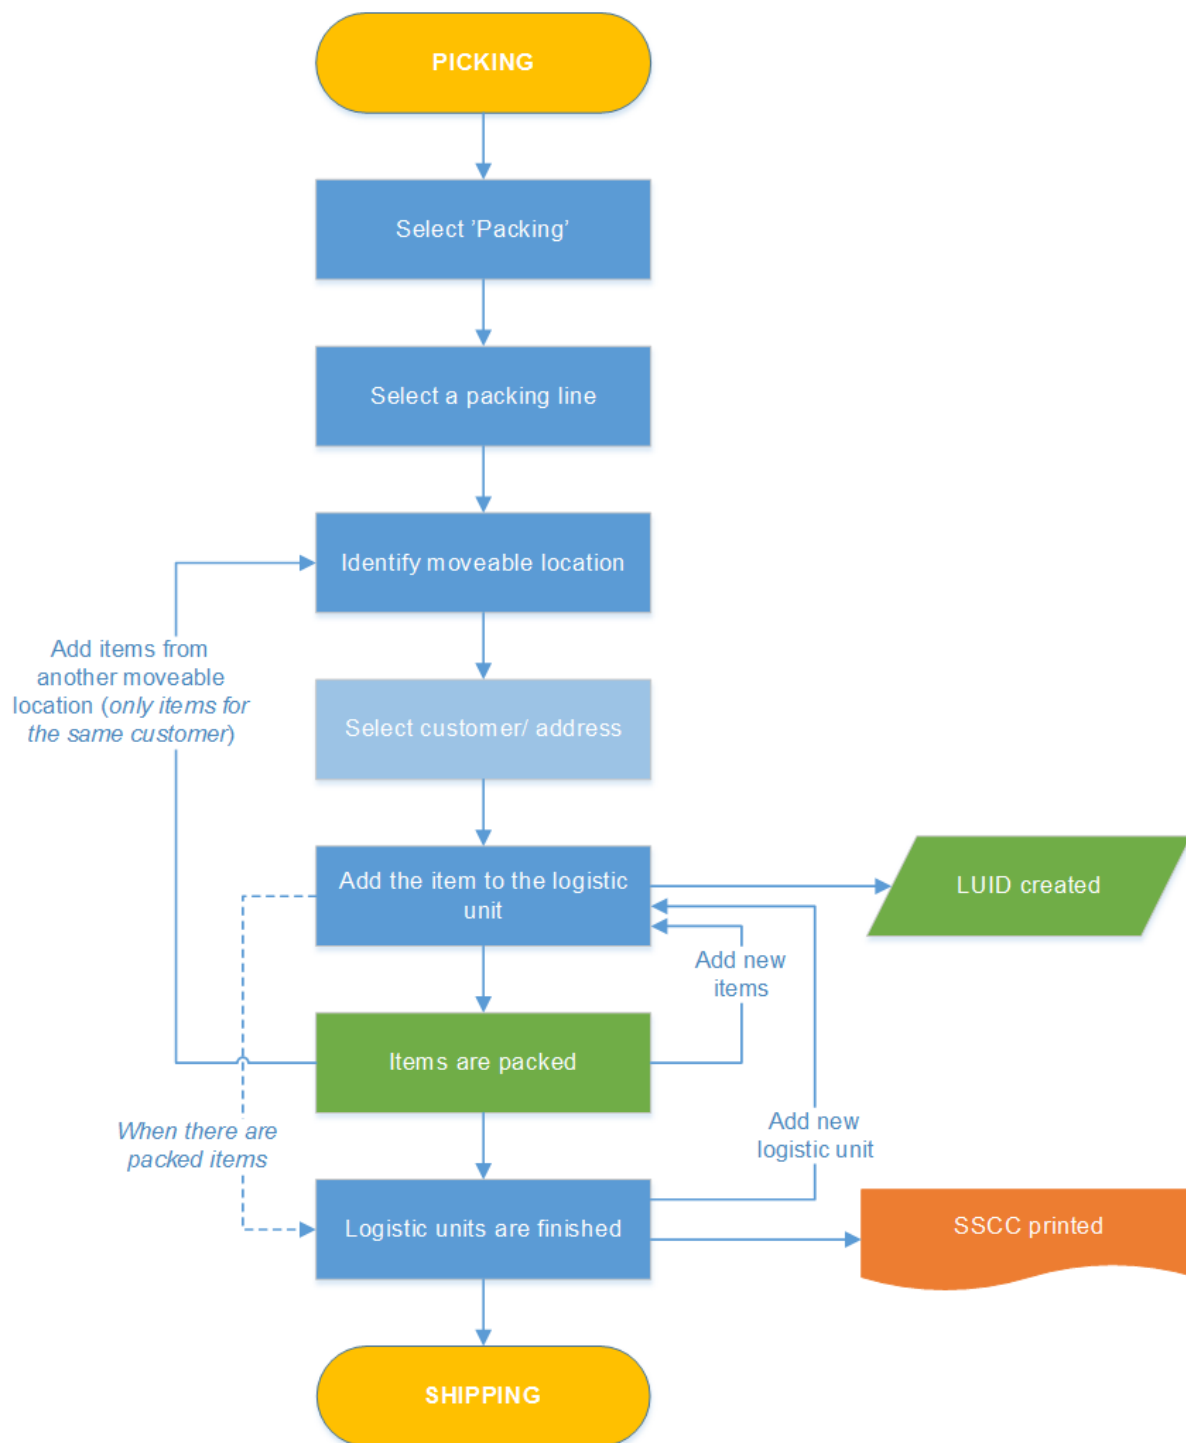 PICKING
Select ’Packing’
Select a packing line
Identify moveable location
Add items from
another moveable
location (only items for
the same customer)
Select customer/ address
Add the item to the logistic
unit
LUID created
Add new
items
Items are packed
When there are
packed items
Add new
logistic unit
Logistic units are finished
SSCC printed
SHIPPING